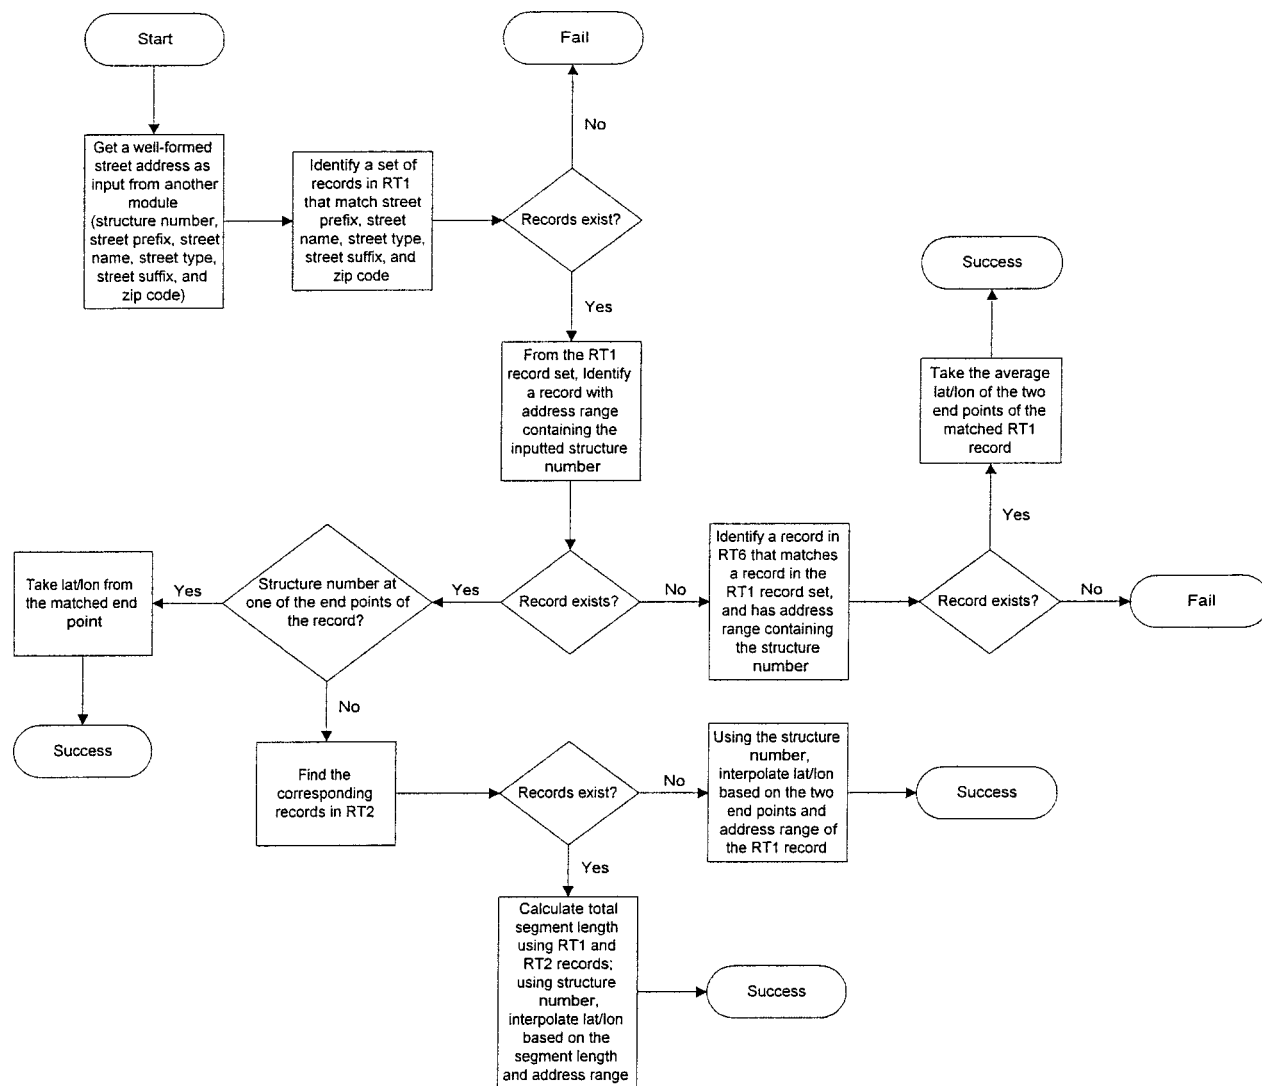 Start
Fail
No
Get a well-formed
street address as
input from another
module
(structure number,
street prefix, street
name, street type,
street suffix, and
zip code)
Identify a set of
records in RT1
that match street
prefix, street
name, street type,
street suffix, and
zip code
Records exist?
Success
Yes
From the RT1
record set, Identify
a record with
address range
containing the
inputted structure
number
Take the average
lat/lon of the two
end points of the
matched RT1
record
Yes
Take lat/lon from
the matched end
point
Yes
Structure number at
one of the end points of
the record?
Yes
Record exists?
No
Identify a record in
RT6 that matches
a record in the
RT1 record set,
and has address
range containing
the structure
number
Record exists?
No
Fail
No
Success
Find the
corresponding
records in RT2
Records exist?
No
Using the structure
number,
interpolate lat/lon
based on the two
end points and
address range of
the RT1 record
Success
Yes
Calculate total
segment length
using RT1 and
RT2 records;
using structure
number,
interpolate lat/lon
based on the
segment length
and address range
Success